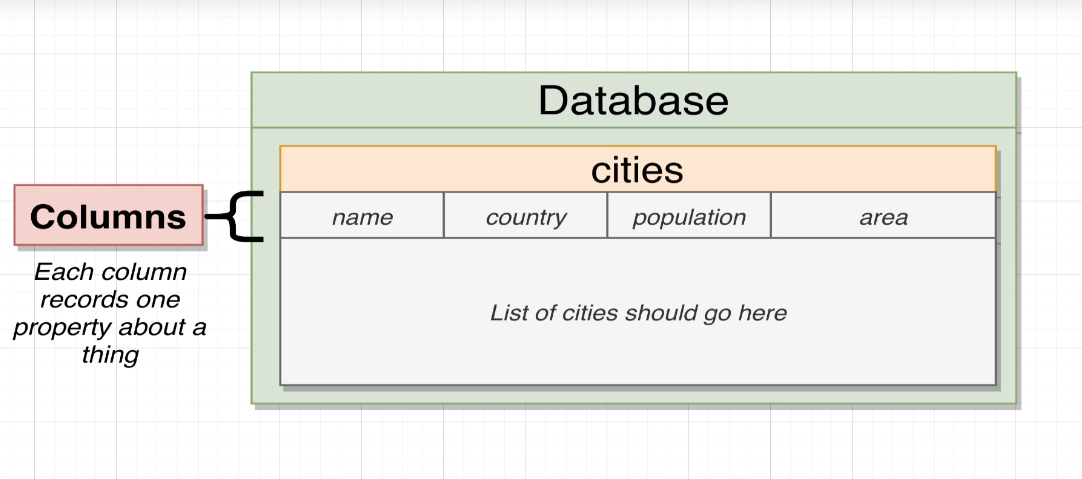 Database
cities
Columns
name country population area
Each column
records one
property about a
thing
List of cities should go here